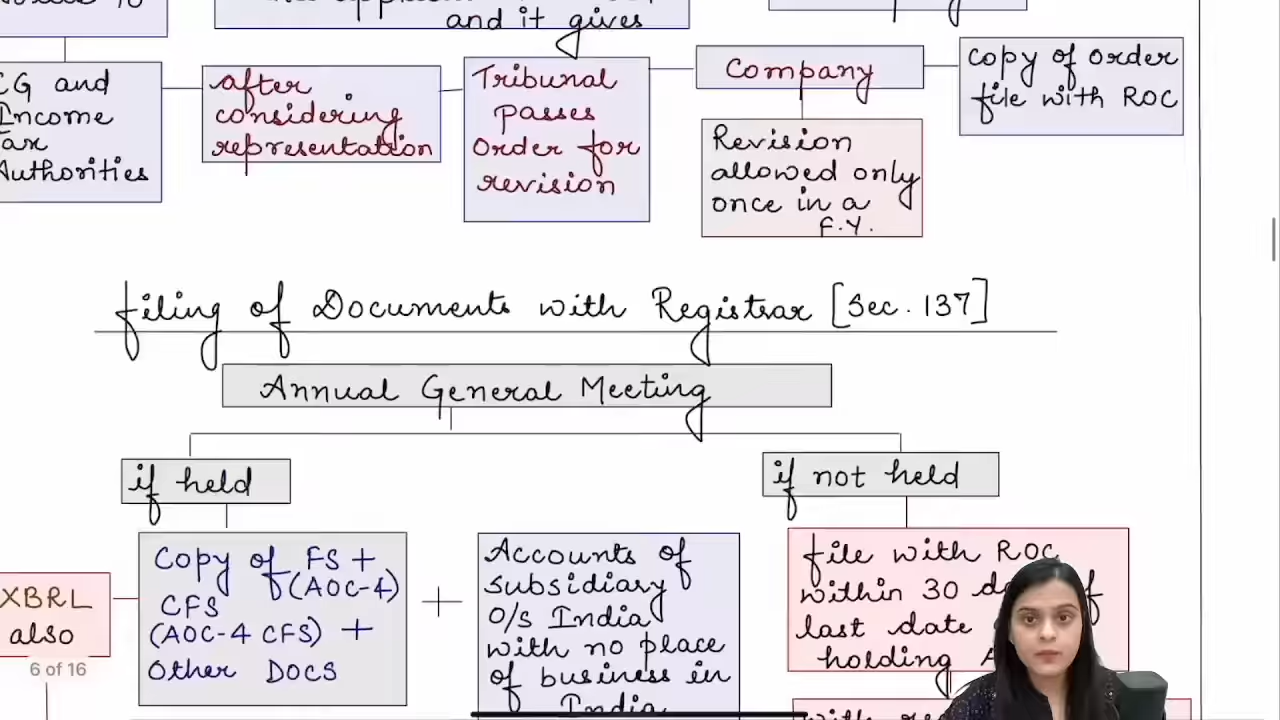 and it gives
CG and
Income
Tax
Authorities
after
considering
representation
Tribunal
passes
Order for
revision
Company
Revision
allowed only
once in a
F.Y.
copy of order
file with ROC
filing of Documents with Registrar [Sec. 137]
Annual General Meeting
if held
if not held
XBRL
also
6 of 16
Copy of FS +
(AOC-4)
CFS
(AOC-4 CFS) +
Other DOCS
+
Accounts of
subsidiary
O/S India
with no place
of business in
India
file with ROC
within 30 of
last date
holding
with